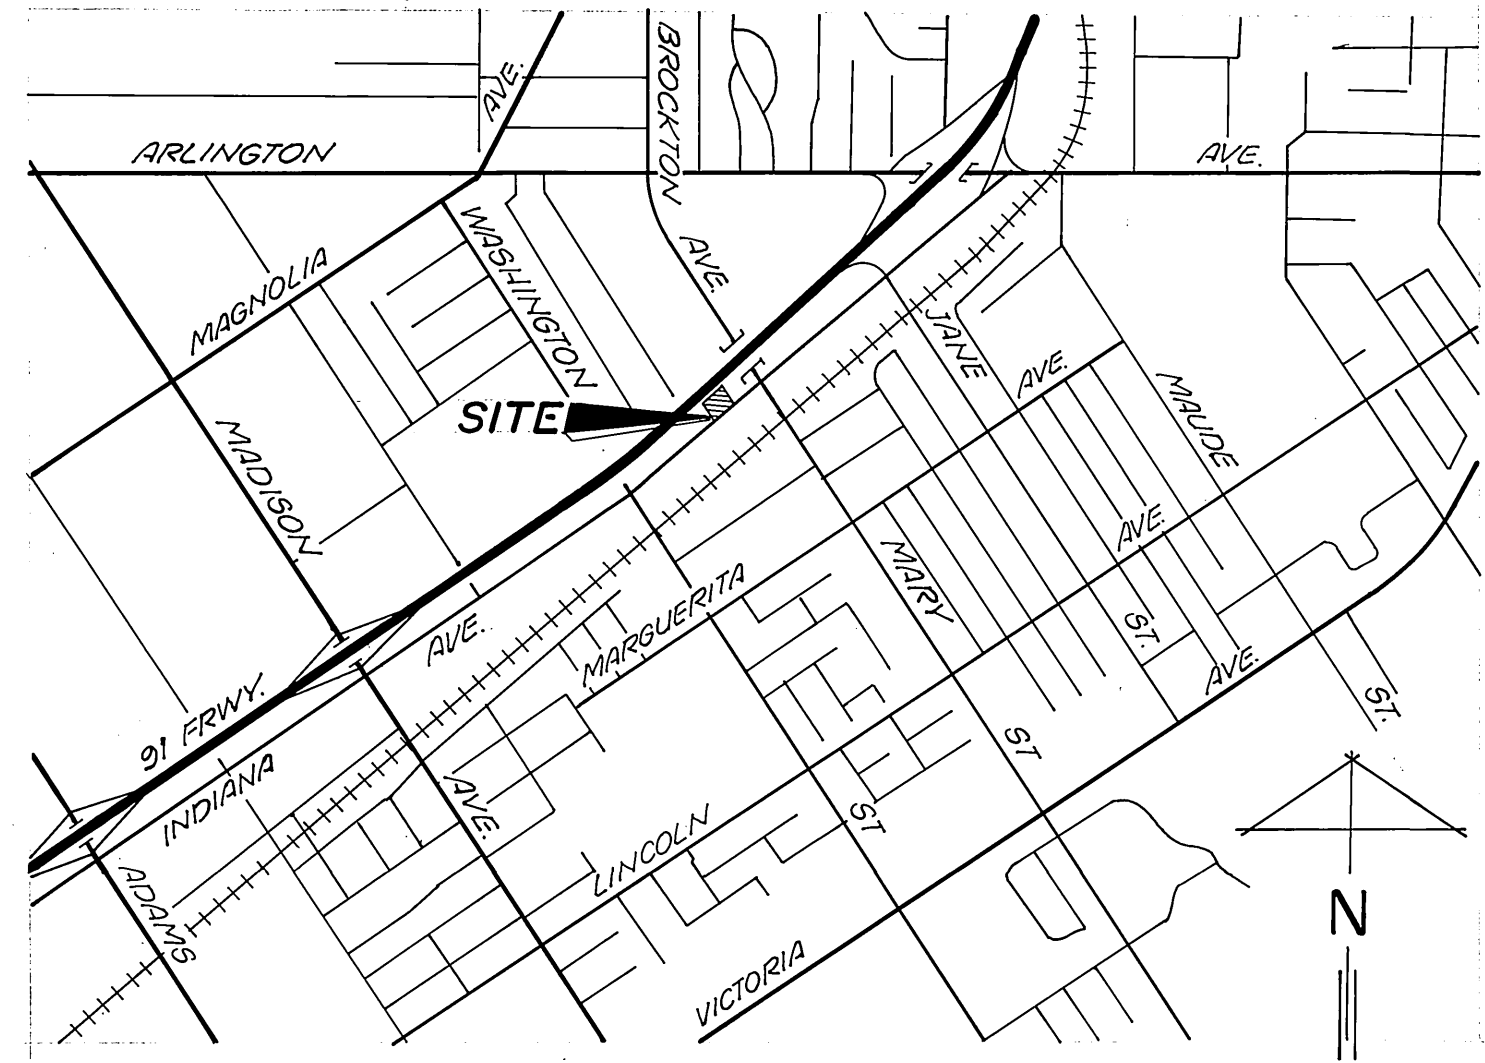 BROCKTON
AVE.
ARLINGTON
AVE.
WASHINGTON
AVE.
MAGNOLIA
JANE
AVE.
MAUDE
SITE
MADISON
AVE.
MARY
MARGUERITA
AVE.
ST.
AVE.
91 FRWY.
ST.
ST
INDIANA
AVE.
ST
LINCOLN
ADAMS
N
VICTORIA